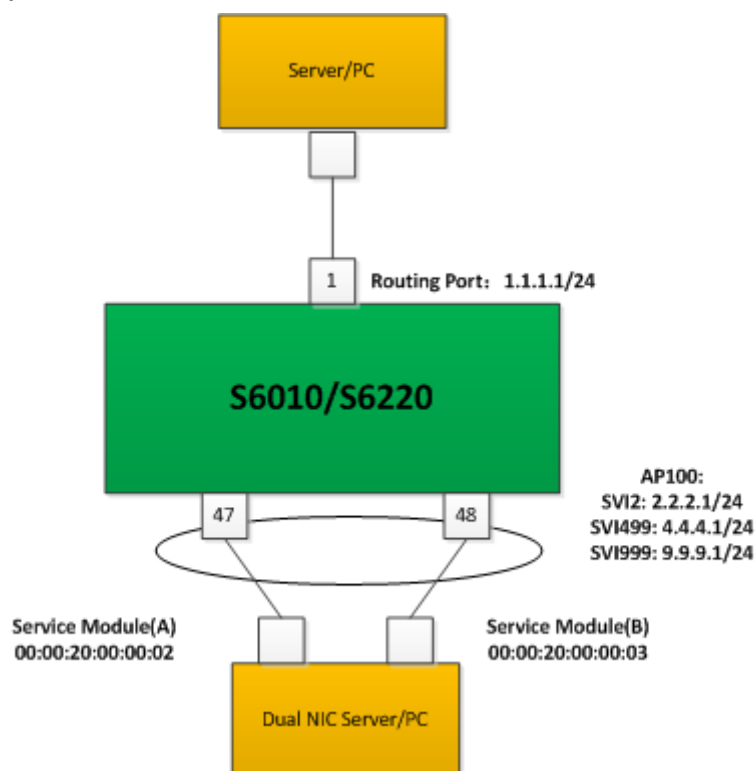 Server/PC
1
Routing Port： 1.1.1.1/24
S6010/S6220
47
48
AP100:
SVI2: 2.2.2.1/24
SVI499: 4.4.4.1/24
SVI999: 9.9.9.1/24
Service Module(A)
00:00:20:00:00:02
Service Module(B)
00:00:20:00:00:03
Dual NIC Server/PC